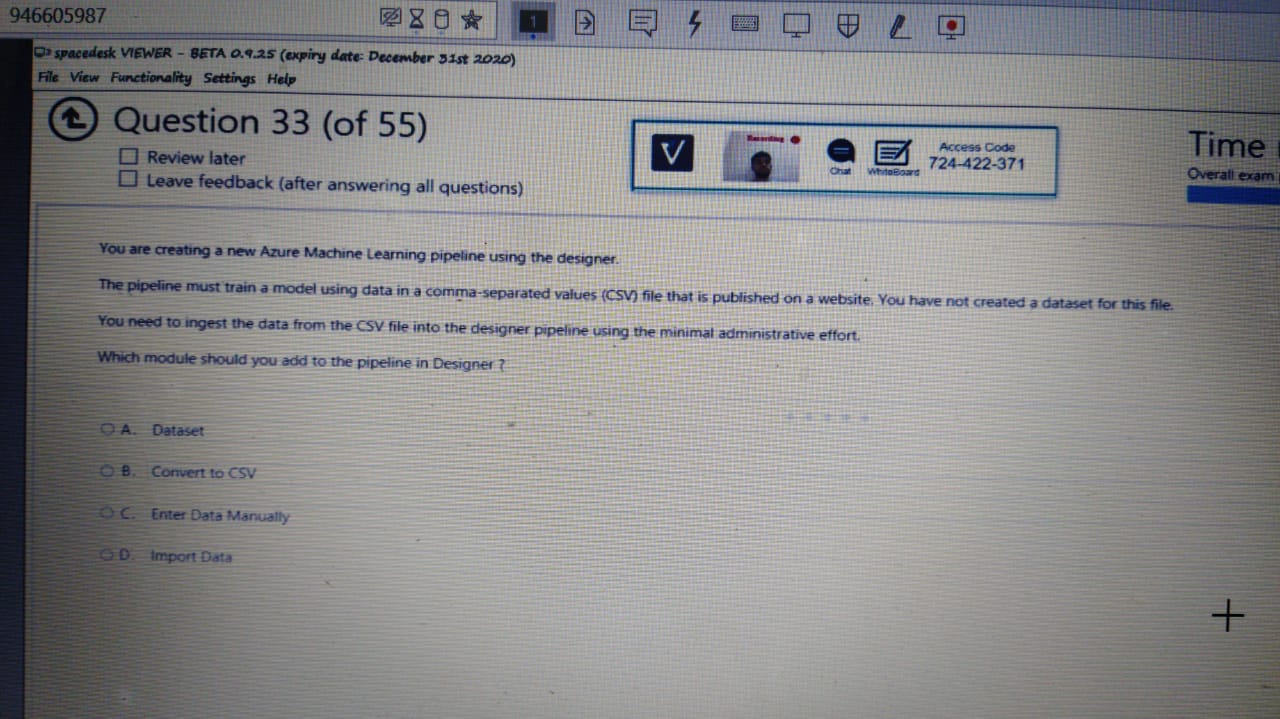 946605987
1
spacedesk VIEWER - BETA 0.9.25 (expiry date: December 31st 2020)
File View Functionality Settings Help
Question 33 (of 55)
Review later
Leave feedback (after answering all questions)
V
Recording
Chat
WhiteBoard
Access Code
724-422-371
Time
Overall exam
You are creating a new Azure Machine Learning pipeline using the designer.
The pipeline must train a model using data in a comma-separated values (CSV) file that is published on a website. You have not created a dataset for this file.
You need to ingest the data from the CSV file into the designer pipeline using the minimal administrative effort.
Which module should you add to the pipeline in Designer ?
A. Dataset
B. Convert to CSV
C. Enter Data Manually
D. Import Data